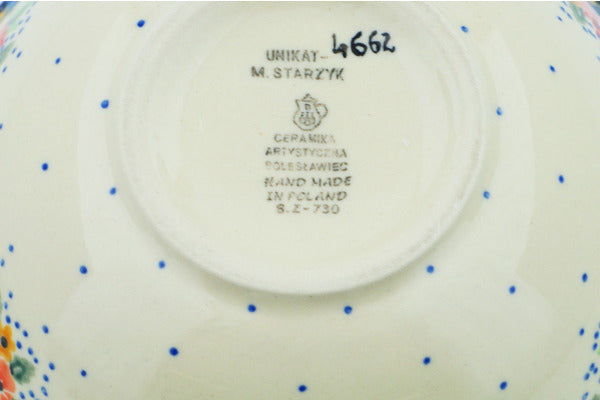 UNIKAT- 4662
M. STARZYK
CERAMIKA
ARTYSTYCZNA
BOLESŁAWIEC
HAND MADE
IN POLAND
S.Z-730